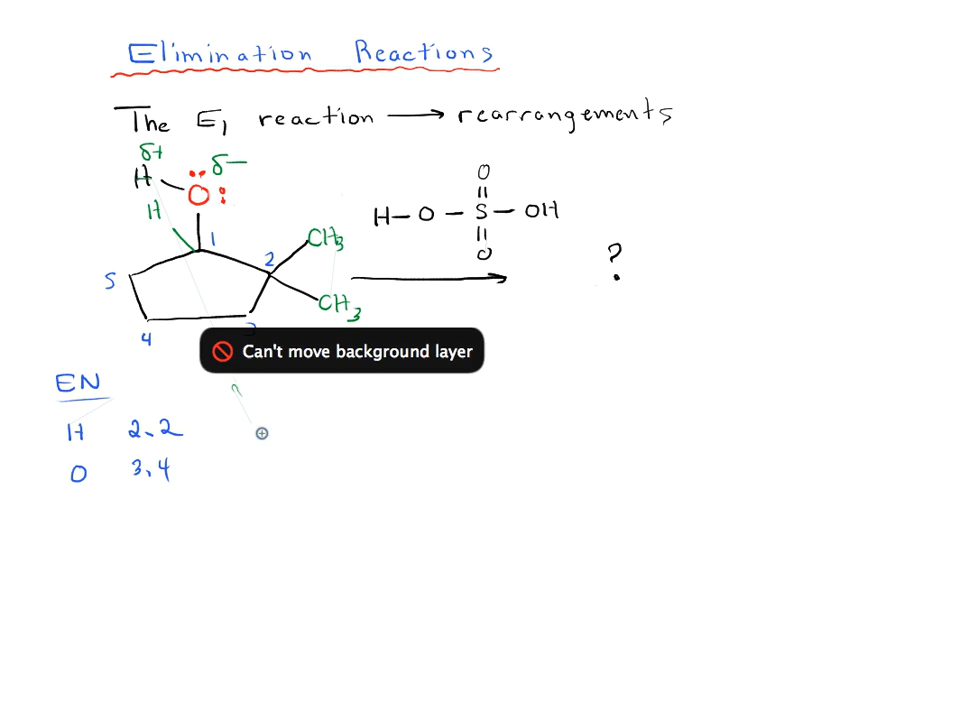 Elimination Reactions
The E1 reaction → rearrangements
δ+ δ−
H O
H
1
2
CH3
CH3
5
4
H−O−S−OH
O
O
?
Can't move background layer
EN
H 2.2
O 3.4